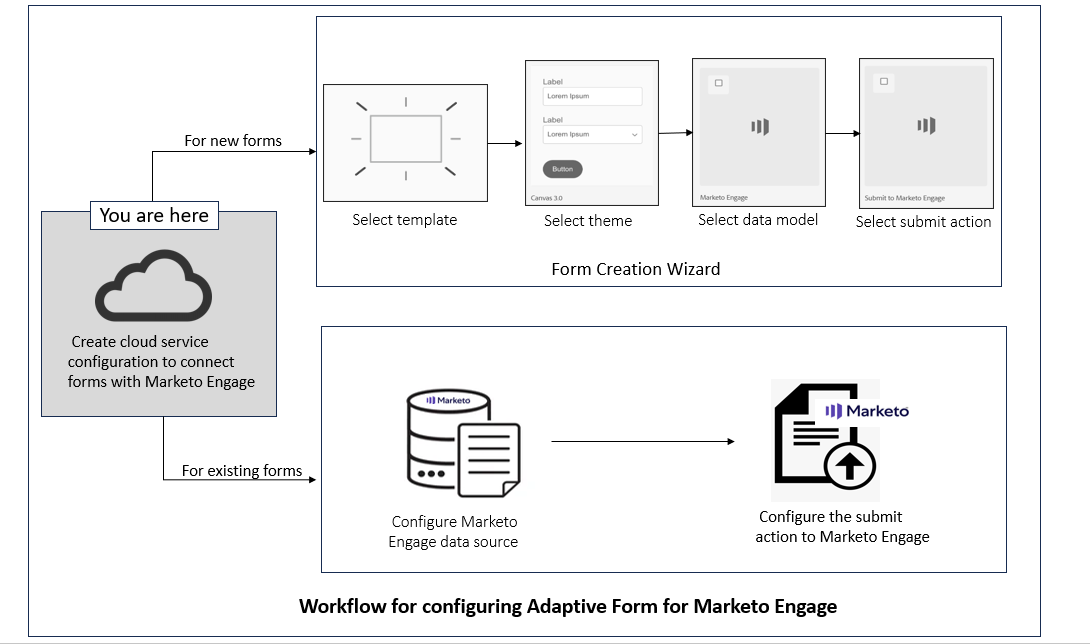 For new forms
You are here
Create cloud service
configuration to connect
forms with Marketo Engage
For existing forms
Select template
Label
Lorem Ipsum
Label
Lorem Ipsum
Button
Canvas 3.0
Select theme
Marketo Engage
Select data model
Submit to Marketo Engage
Select submit action
Form Creation Wizard
Marketo
Configure Marketo
Engage data source
Marketo
Configure the submit
action to Marketo Engage
Workflow for configuring Adaptive Form for Marketo Engage